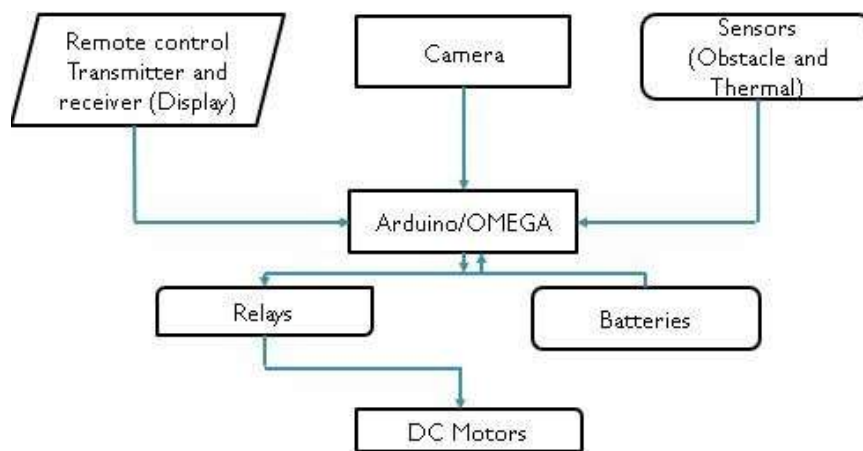 Remote control
Transmitter and
receiver (Display)
Camera
Sensors
(Obstacle and
Thermal)
Arduino/OMEGA
Relays
Batteries
DC Motors